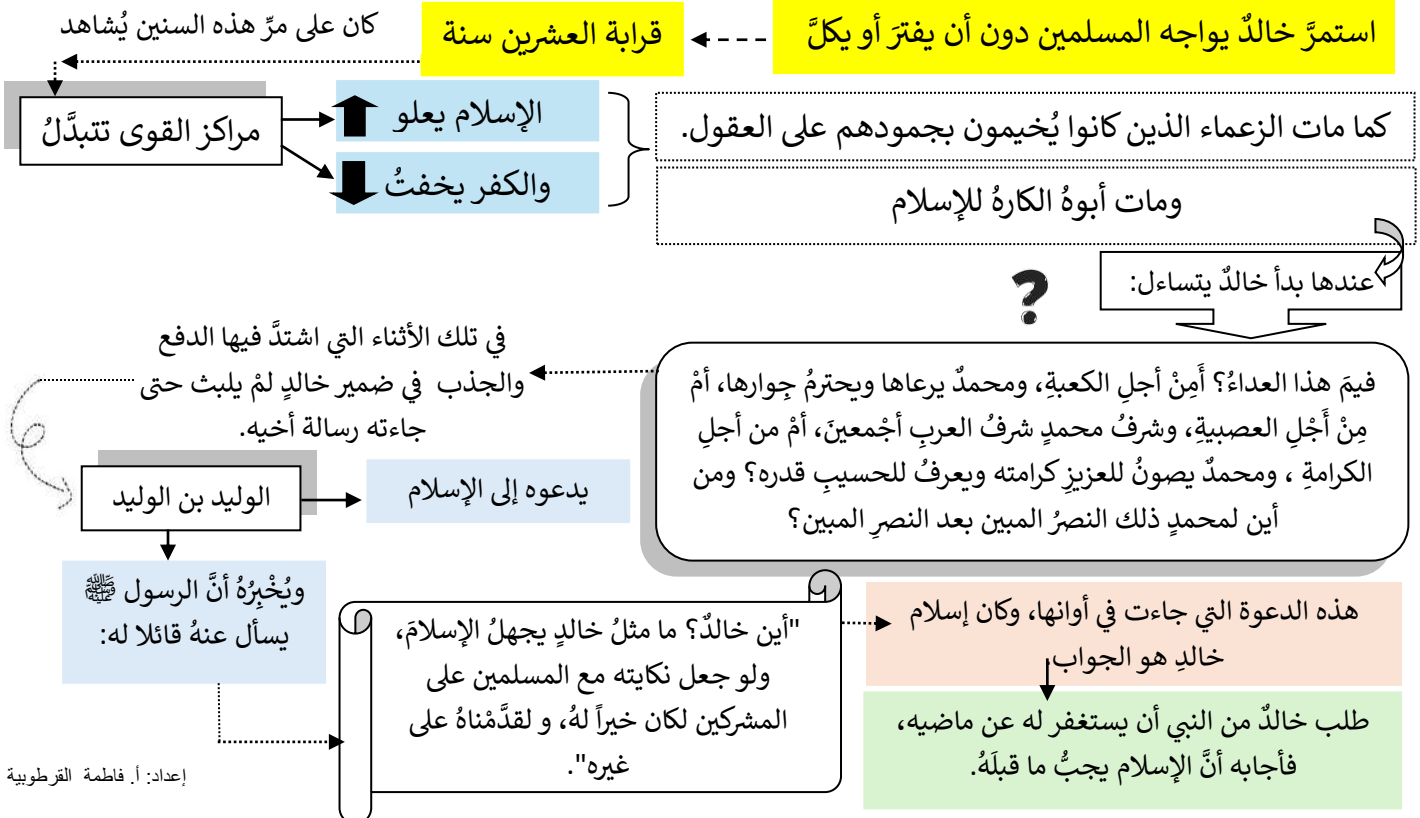 استمرَّ خالدٌ يواجه المسلمين دون أن يفترَ أو يكلَّ
قرابة العشرين سنة
كان على مرِّ هذه السنين يُشاهد
مراكز القوى تتبدَّلُ
الإسلام يعلو
والكفر يخفتُ
كما مات الزعماء الذين كانوا يُخيمون بجمودهم على العقول.
ومات أبوهُ الكارهُ للإسلام
عندها بدأ خالدٌ يتساءل:
?
فيمَ هذا العداءُ؟ أَمِنْ أجلِ الكعبةِ، ومحمدٌ يرعاها ويحترمُ جِوارها، أمْ
مِنْ أَجْلِ العصبيةِ، وشرفُ محمدٍ شرفُ العربِ أجْمعينَ، أمْ من أجلِ
الكرامةِ ، ومحمدٌ يصونُ للعزيزِ كرامته ويعرفُ للحسيبِ قدره؟ ومن
أين لمحمدٍ ذلك النصرُ المبين بعد النصرِ المبين؟
في تلك الأثناء التي اشتدَّ فيها الدفع
والجذب في ضمير خالدٍ لمْ يلبث حتى
جاءته رسالة أخيه.
الوليد بن الوليد
يدعوه إلى الإسلام
ويُخْبِرُهُ أنَّ الرسول ﷺ
يسأل عنهُ قائلا له:
"أين خالدٌ؟ ما مثلُ خالدٍ يجهلُ الإسلامَ،
ولو جعل نكايته مع المسلمين على
المشركين لكان خيراً لهُ، و لقدَّمْناهُ على
غيره".
هذه الدعوة التي جاءت في أوانها، وكان إسلام
خالدِ هو الجواب.
طلب خالدٌ من النبي أن يستغفر له عن ماضيه،
فأجابه أنَّ الإسلام يجبُّ ما قبلَهُ.
إعداد: أ. فاطمة القرطوبية